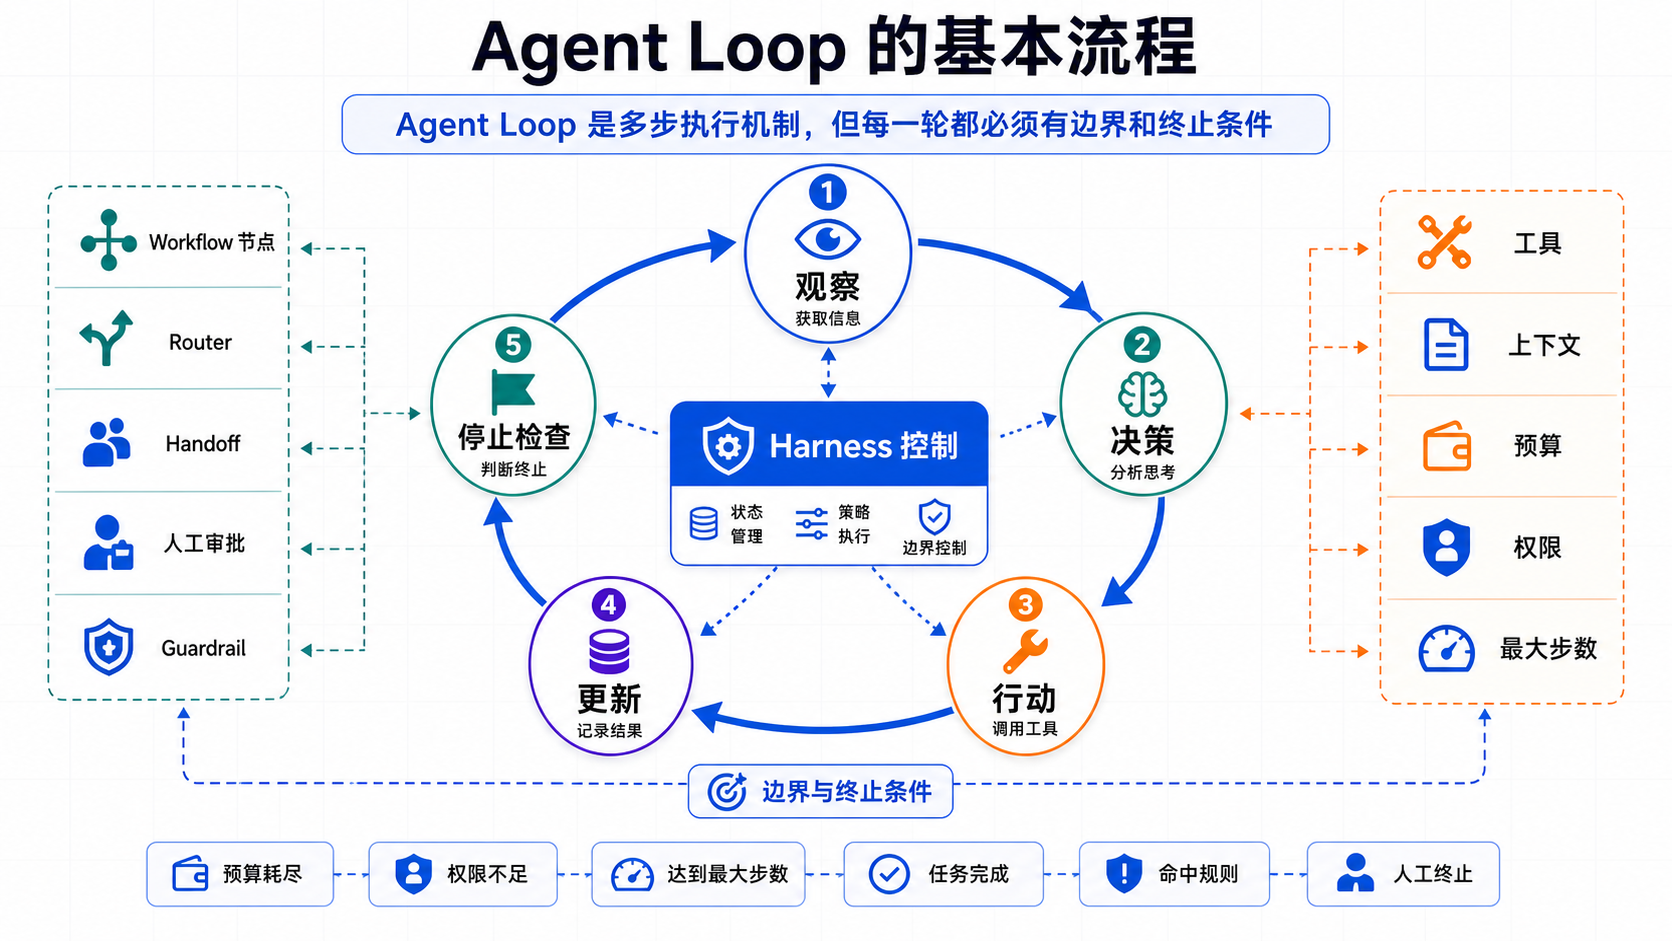 Agent Loop 的基本流程
Agent Loop 是多步执行机制，但每一轮都必须有边界和终止条件
Workflow 节点
Router
Handoff
人工审批
Guardrail
1
观察
获取信息
2
决策
分析思考
3
行动
调用工具
4
更新
记录结果
5
停止检查
判断终止
Harness 控制
状态
管理
策略
执行
边界控制
工具
上下文
预算
权限
最大步数
边界与终止条件
预算耗尽
权限不足
达到最大步数
任务完成
命中规则
人工终止